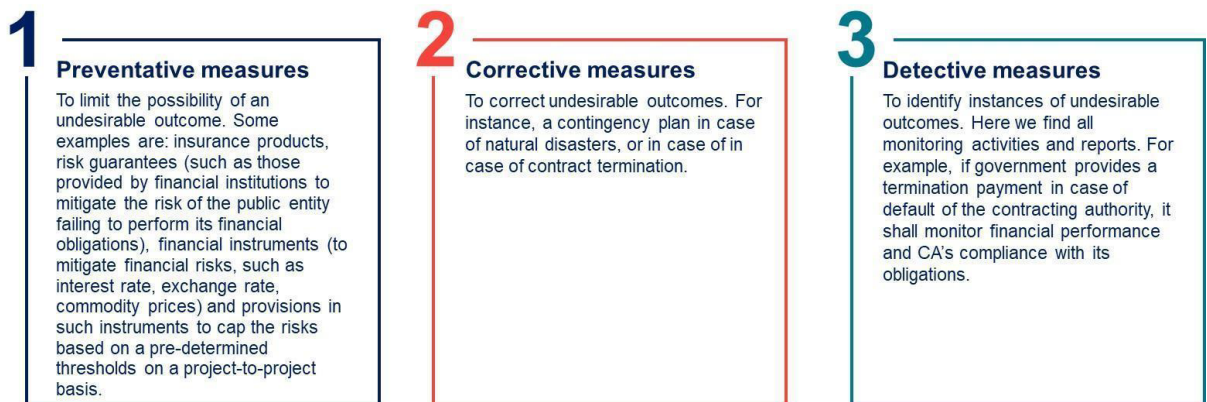 1
Preventative measures
To limit the possibility of an
undesirable outcome. Some
examples are: insurance products,
risk guarantees (such as those
provided by financial institutions to
mitigate the risk of the public entity
failing to perform its financial
obligations), financial instruments (to
mitigate financial risks, such as
interest rate, exchange rate,
commodity prices) and provisions in
such instruments to cap the risks
based on a pre-determined
thresholds on a project-to-project
basis.
2
Corrective measures
To correct undesirable outcomes. For
instance, a contingency plan in case
of natural disasters, or in case of in
case of contract termination.
3
Detective measures
To identify instances of undesirable
outcomes. Here we find all
monitoring activities and reports. For
example, if government provides a
termination payment in case of
default of the contracting authority, it
shall monitor financial performance
and CA's compliance with its
obligations.